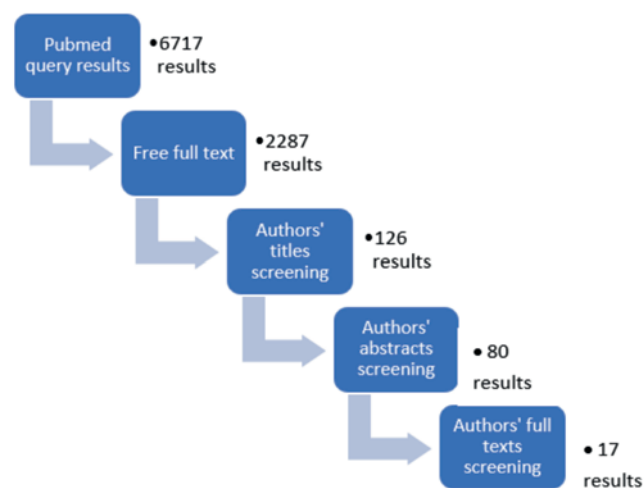 Pubmed
query results
•6717
results
Free full text
•2287
results
Authors'
titles
screening
•126
results
Authors'
abstracts
screening
• 80
results
Authors' full
texts
screening
• 17
results